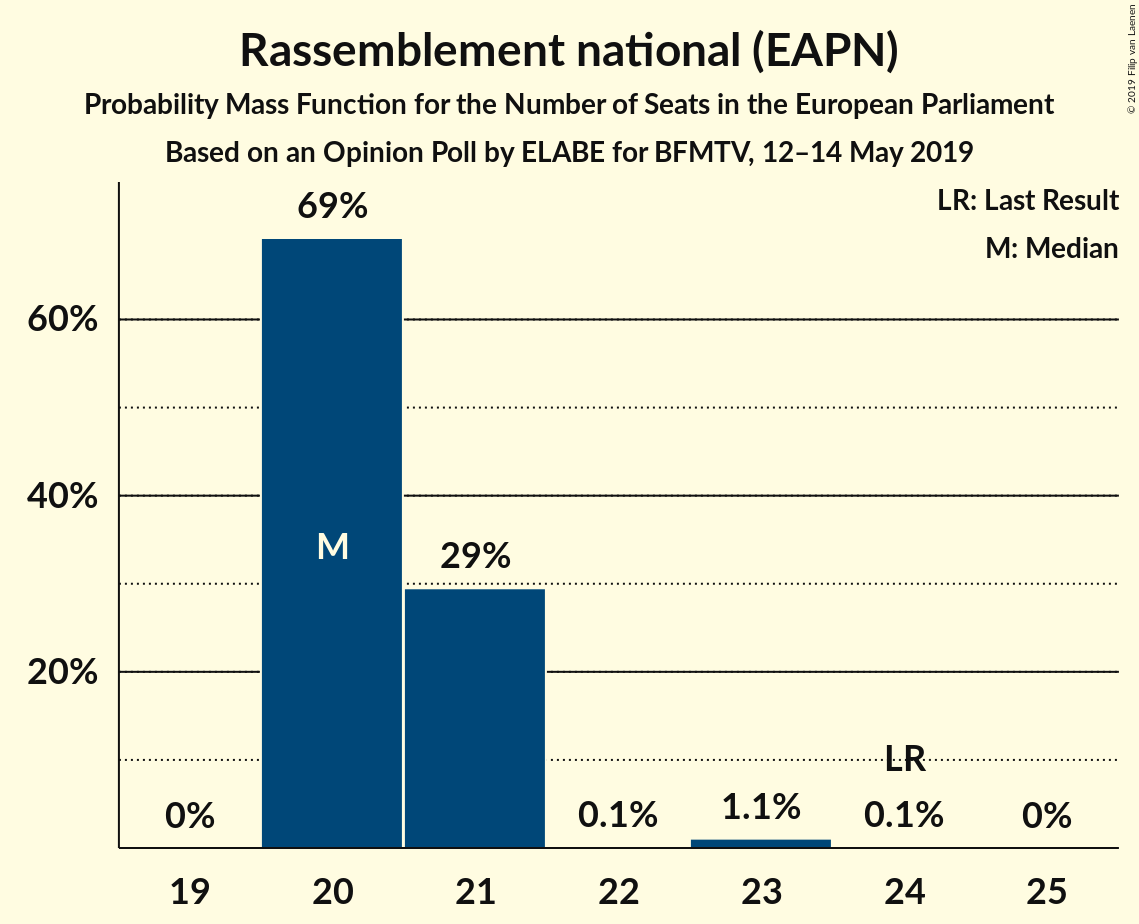 Rassemblement national (EAPN)
Probability Mass Function for the Number of Seats in the European Parliament
Based on an Opinion Poll by ELABE for BFMTV, 12–14 May 2019
© 2019 Filip van Laenen
LR: Last Result
M: Median
69%
60%
40%
M
29%
20%
LR
0%
0.1%
1.1%
0.1%
0%
19 20 21 22 23 24 25